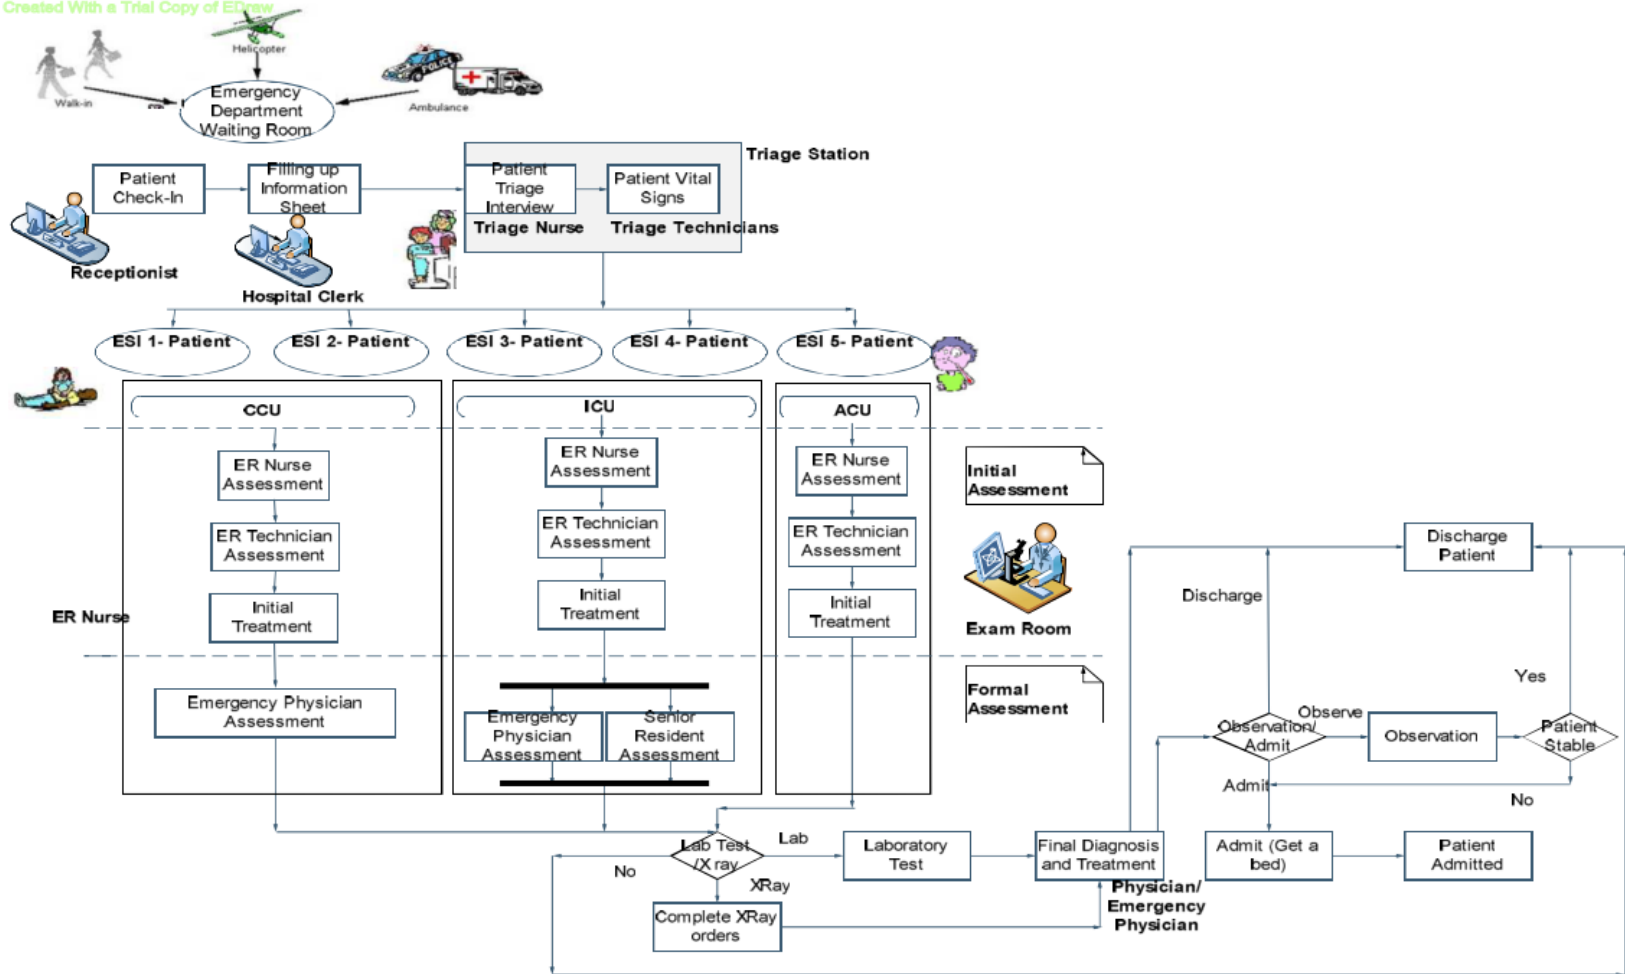 Created With a Trial Copy of EDraw
Helicopter
Walk-in
Emergency
Department
Waiting Room
Ambulance
POLICE
Patient
Check-In
Filling up
Information
Sheet
Patient
Triage
Interview
Patient Vital
Signs
Triage Station
Triage Nurse
Triage Technicians
Receptionist
Hospital Clerk
ESI 1- Patient
ESI 2- Patient
ESI 3- Patient
ESI 4- Patient
ESI 5- Patient
CCU
ICU
ACU
ER Nurse
Assessment
ER Technician
Assessment
Initial
Treatment
ER Nurse
Assessment
ER Technician
Assessment
Initial
Treatment
ER Nurse
Assessment
ER Technician
Assessment
Initial
Treatment
Initial
Assessment
Exam Room
ER Nurse
Formal
Assessment
Emergency Physician
Assessment
Emergency
Physician
Assessment
Senior
Resident
Assessment
Discharge
Patient
Discharge
Yes
Observation/
Admit
Observe
Observation
Patient
Stable
Admit
No
Lab Test
/X ray
Lab
No
XRay
Laboratory
Test
Final Diagnosis
and Treatment
Admit (Get a
bed)
Patient
Admitted
Physician/
Emergency
Physician
Complete XRay
orders